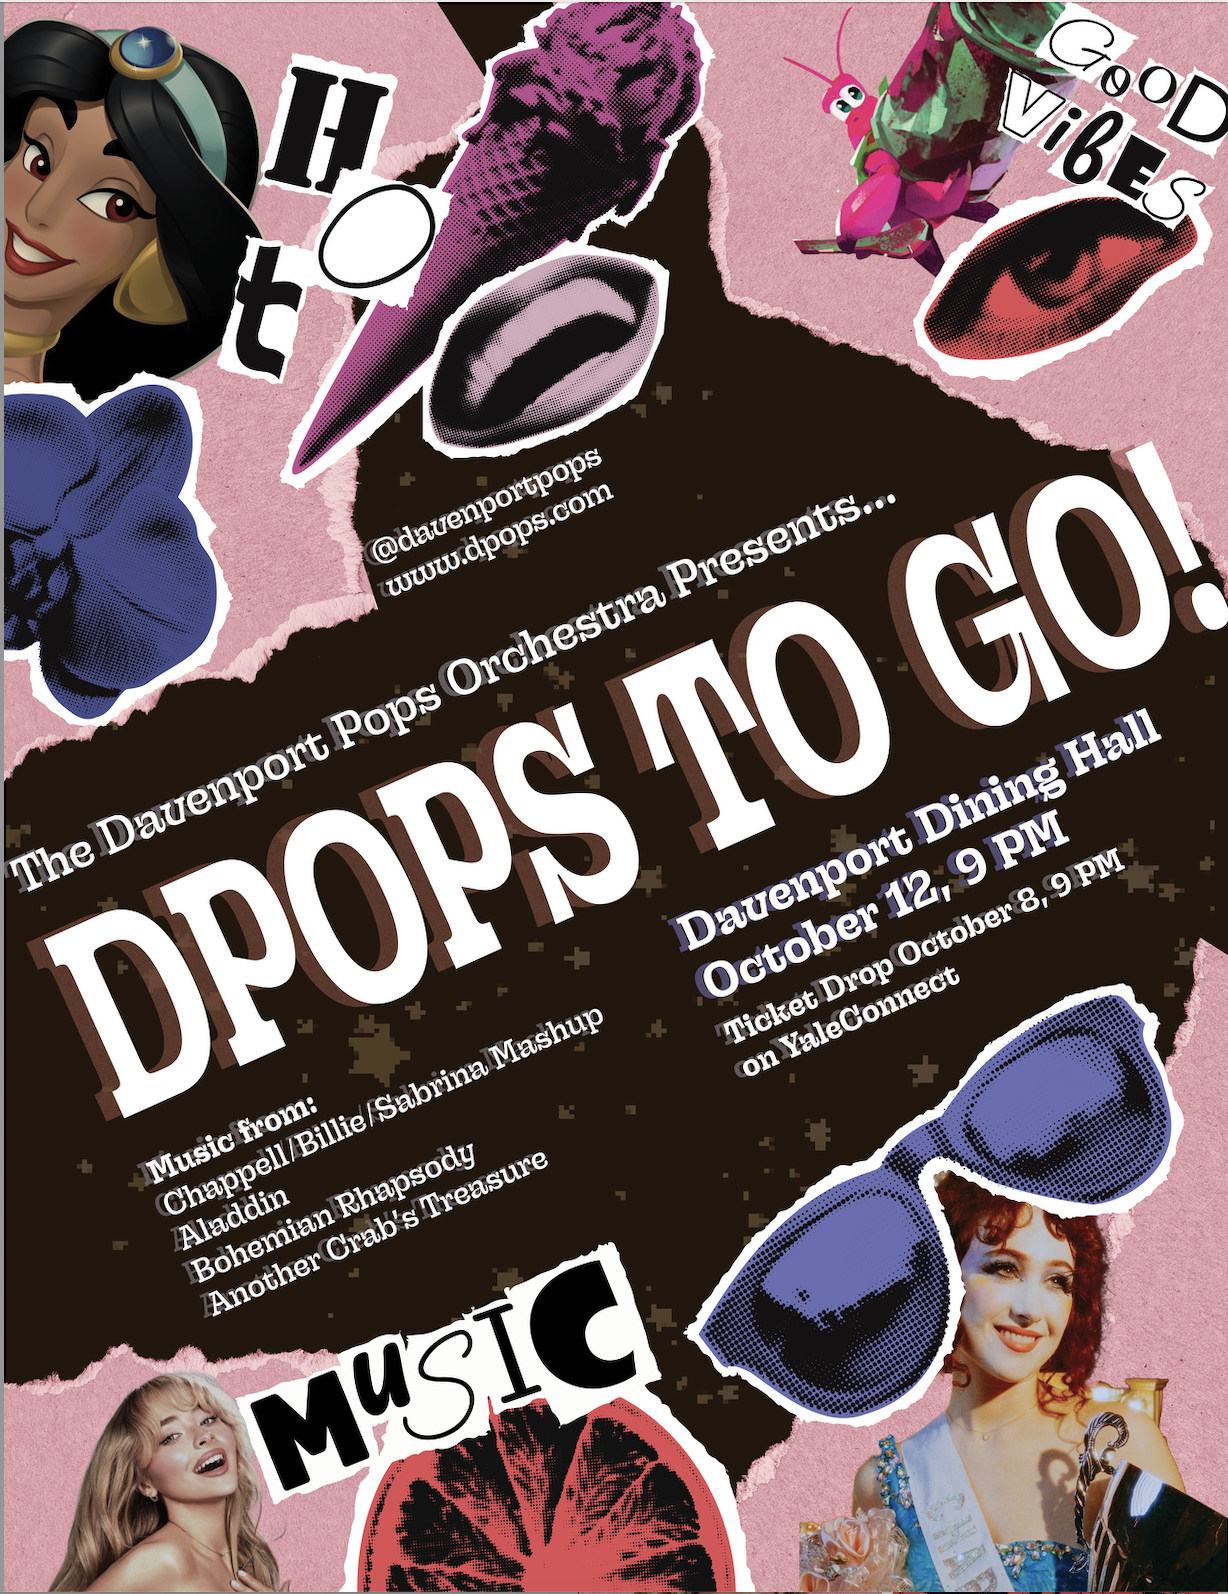 HOt
GOOD
ViBES
@davenportpops
www.dpops.com
The Davenport Pops Orchestra Presents...
DPOPS TO GO!
Davenport Dining Hall
October 12, 9 PM
Ticket Drop October 8, 9 PM
on YaleConnect
Music from:
Chappell/Billie/Sabrina Mashup
Aladdin
Bohemian Rhapsody
Another Crab's Treasure
MuSIC